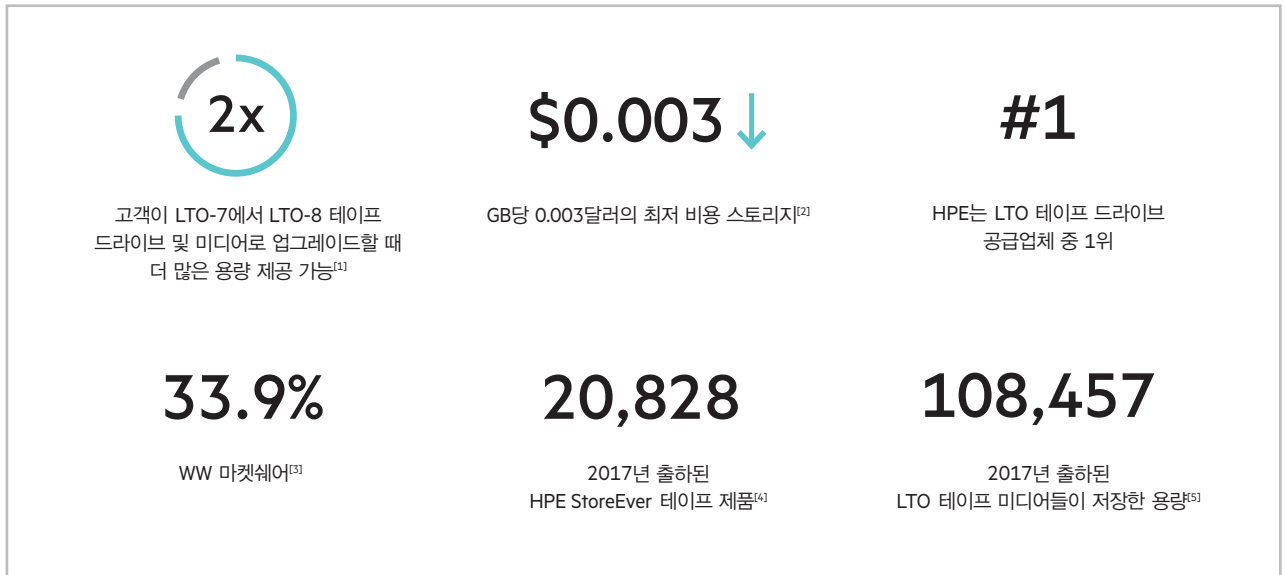 2x
고객이 LTO-7에서 LTO-8 테이프
드라이브 및 미디어로 업그레이드할 때
더 많은 용량 제공 가능[1]
$0.003↓
GB당 0.003달러의 최저 비용 스토리지[2]
#1
HPE는 LTO 테이프 드라이브
공급업체 중 1위
33.9%
WW 마켓쉐어[3]
20,828
2017년 출하된
HPE StoreEver 테이프 제품[4]
108,457
2017년 출하된
LTO 테이프 미디어들이 저장한 용량[5]